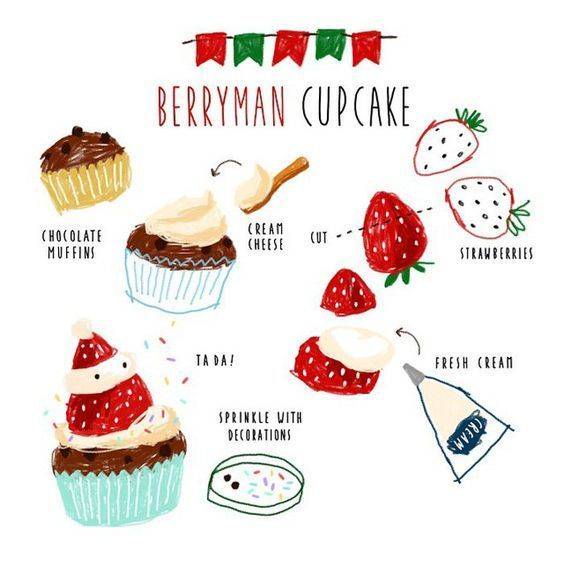 BERRYMAN CUPCAKE
CHOCOLATE
MUFFINS
CREAM
CHEESE
CUT
STRAWBERRIES
TA DA!
FRESH CREAM
CREAM
SPRINKLE WITH
DECORATIONS